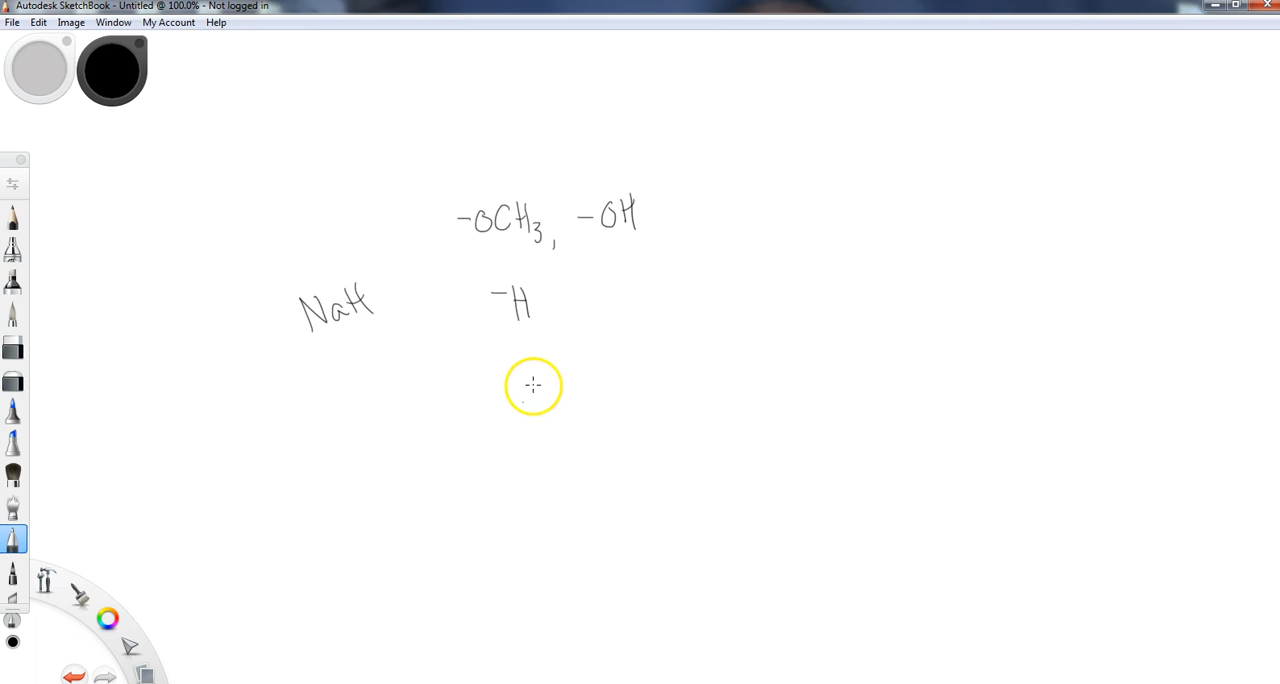 Autodesk SketchBook - Untitled @ 100.0% - Not logged in
File Edit Image Window My Account Help
-OCH3, -OH
NaH -H